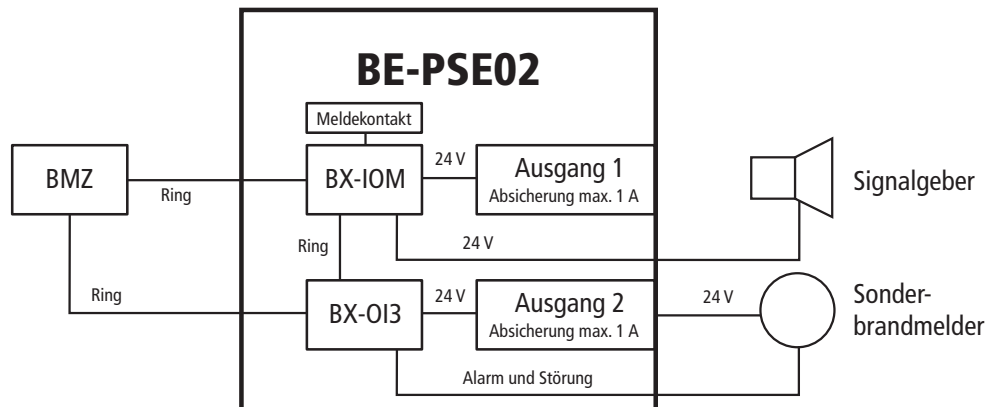 BE-PSE02
Meldekontakt
BMZ
Ring
BX-IOM
24 V
Ausgang 1
Absicherung max. 1 A
Signalgeber
Ring
24 V
Ring
BX-OI3
24 V
Ausgang 2
Absicherung max. 1 A
24 V
Sonder-
brandmelder
Alarm und Störung